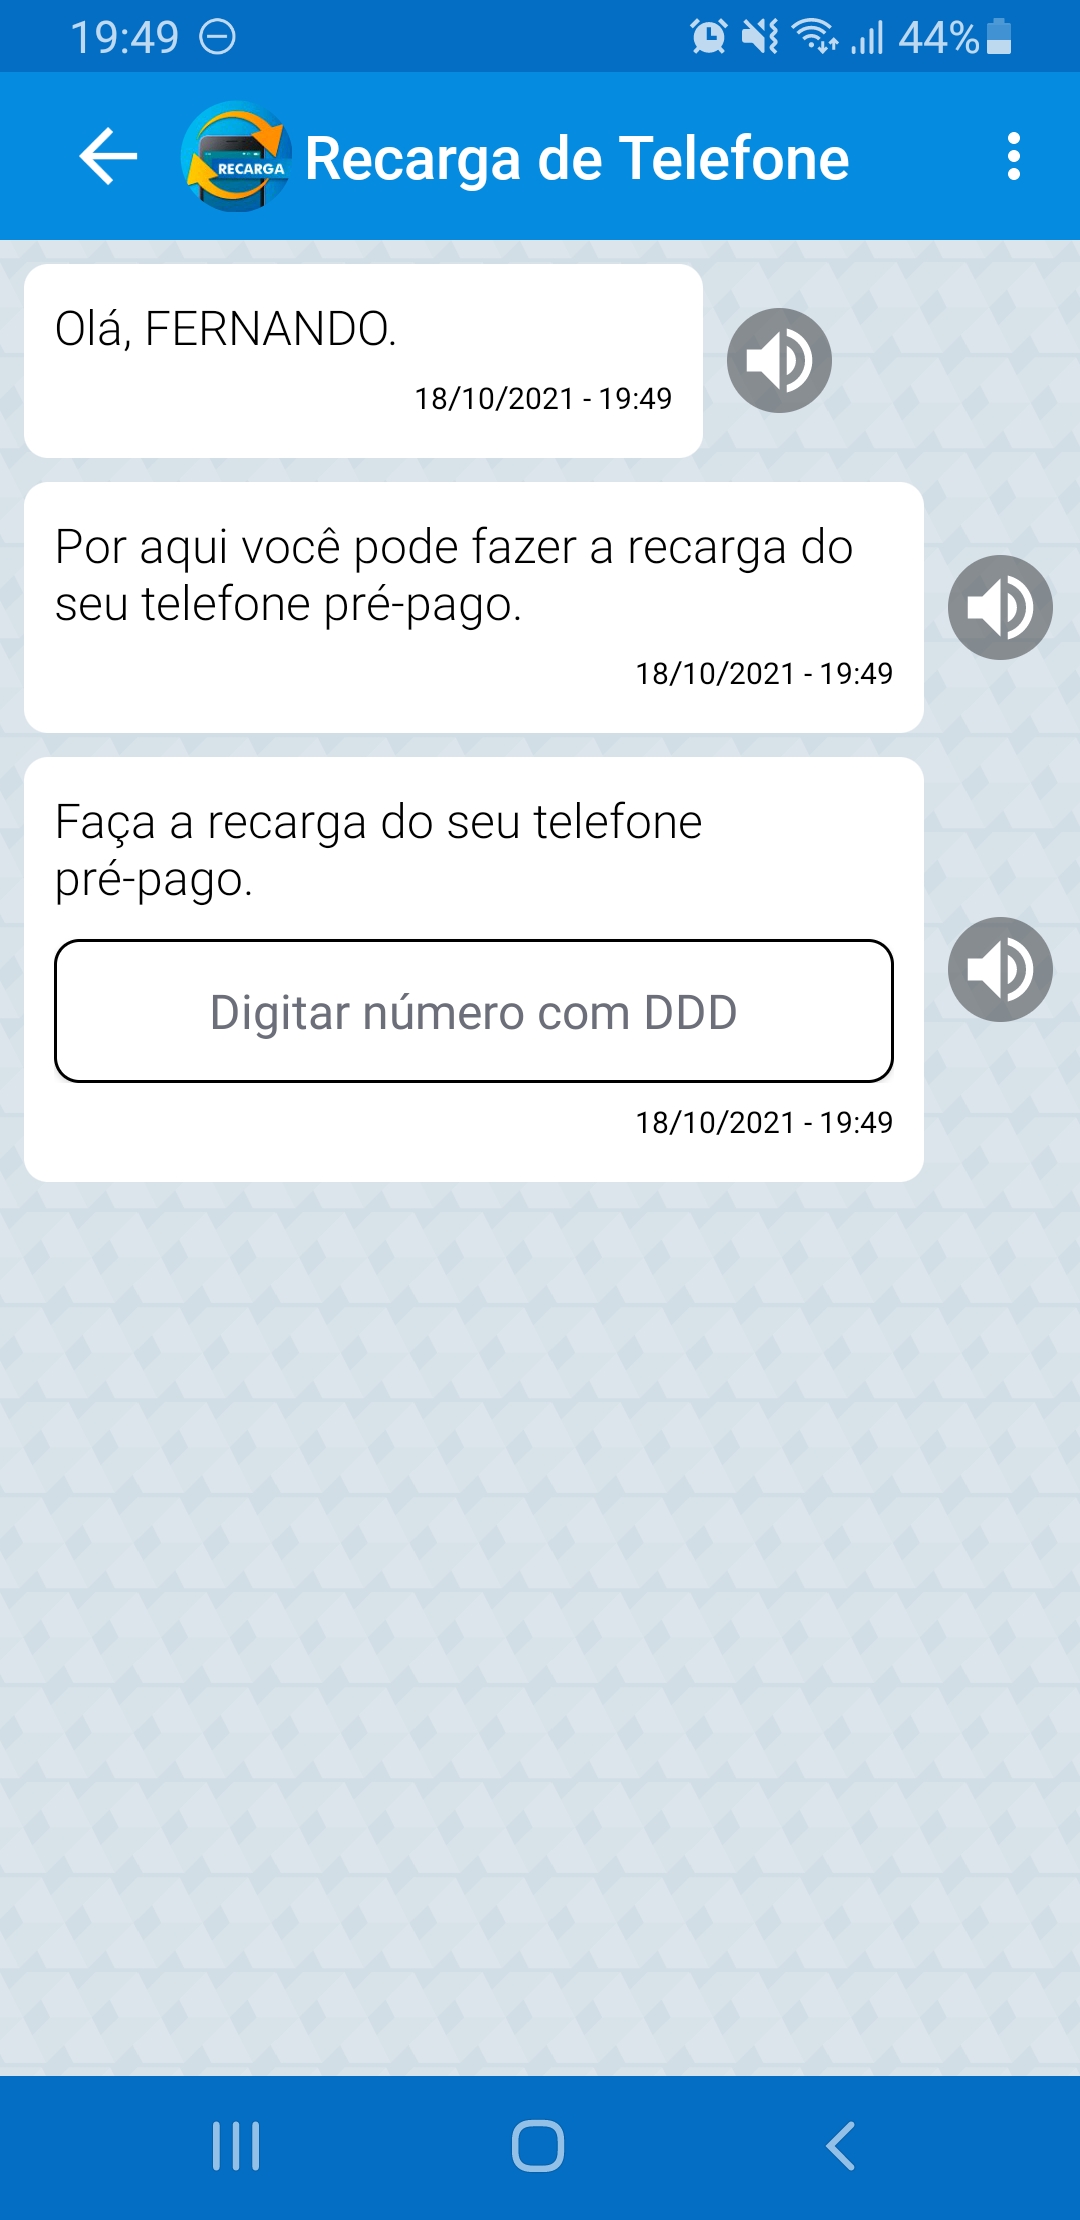 19:49
44%
RECARGA
Recarga de Telefone
Olá, FERNANDO.
18/10/2021 - 19:49
Por aqui você pode fazer a recarga do
seu telefone pré-pago.
18/10/2021 - 19:49
Faça a recarga do seu telefone
pré-pago.
Digitar número com DDD
18/10/2021 - 19:49